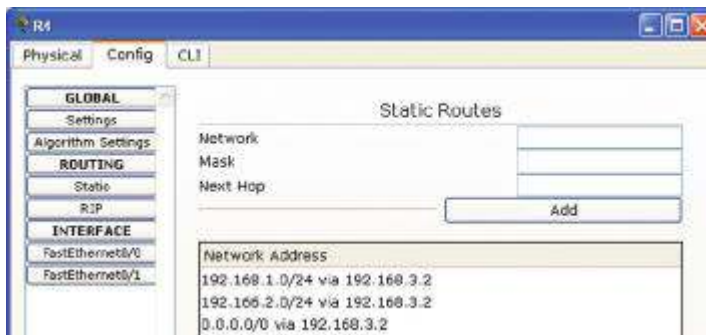 R4
Physical Config CLI
GLOBAL
Settings
Algorithm Settings
ROUTING
Static
RIP
INTERFACE
FastEthernet0/0
FastEthernet0/1
Static Routes
Network
Mask
Next Hop
Add
Network Address
192.168.1.0/24 via 192.168.3.2
192.168.2.0/24 via 192.168.3.2
0.0.0.0/0 via 192.168.3.2